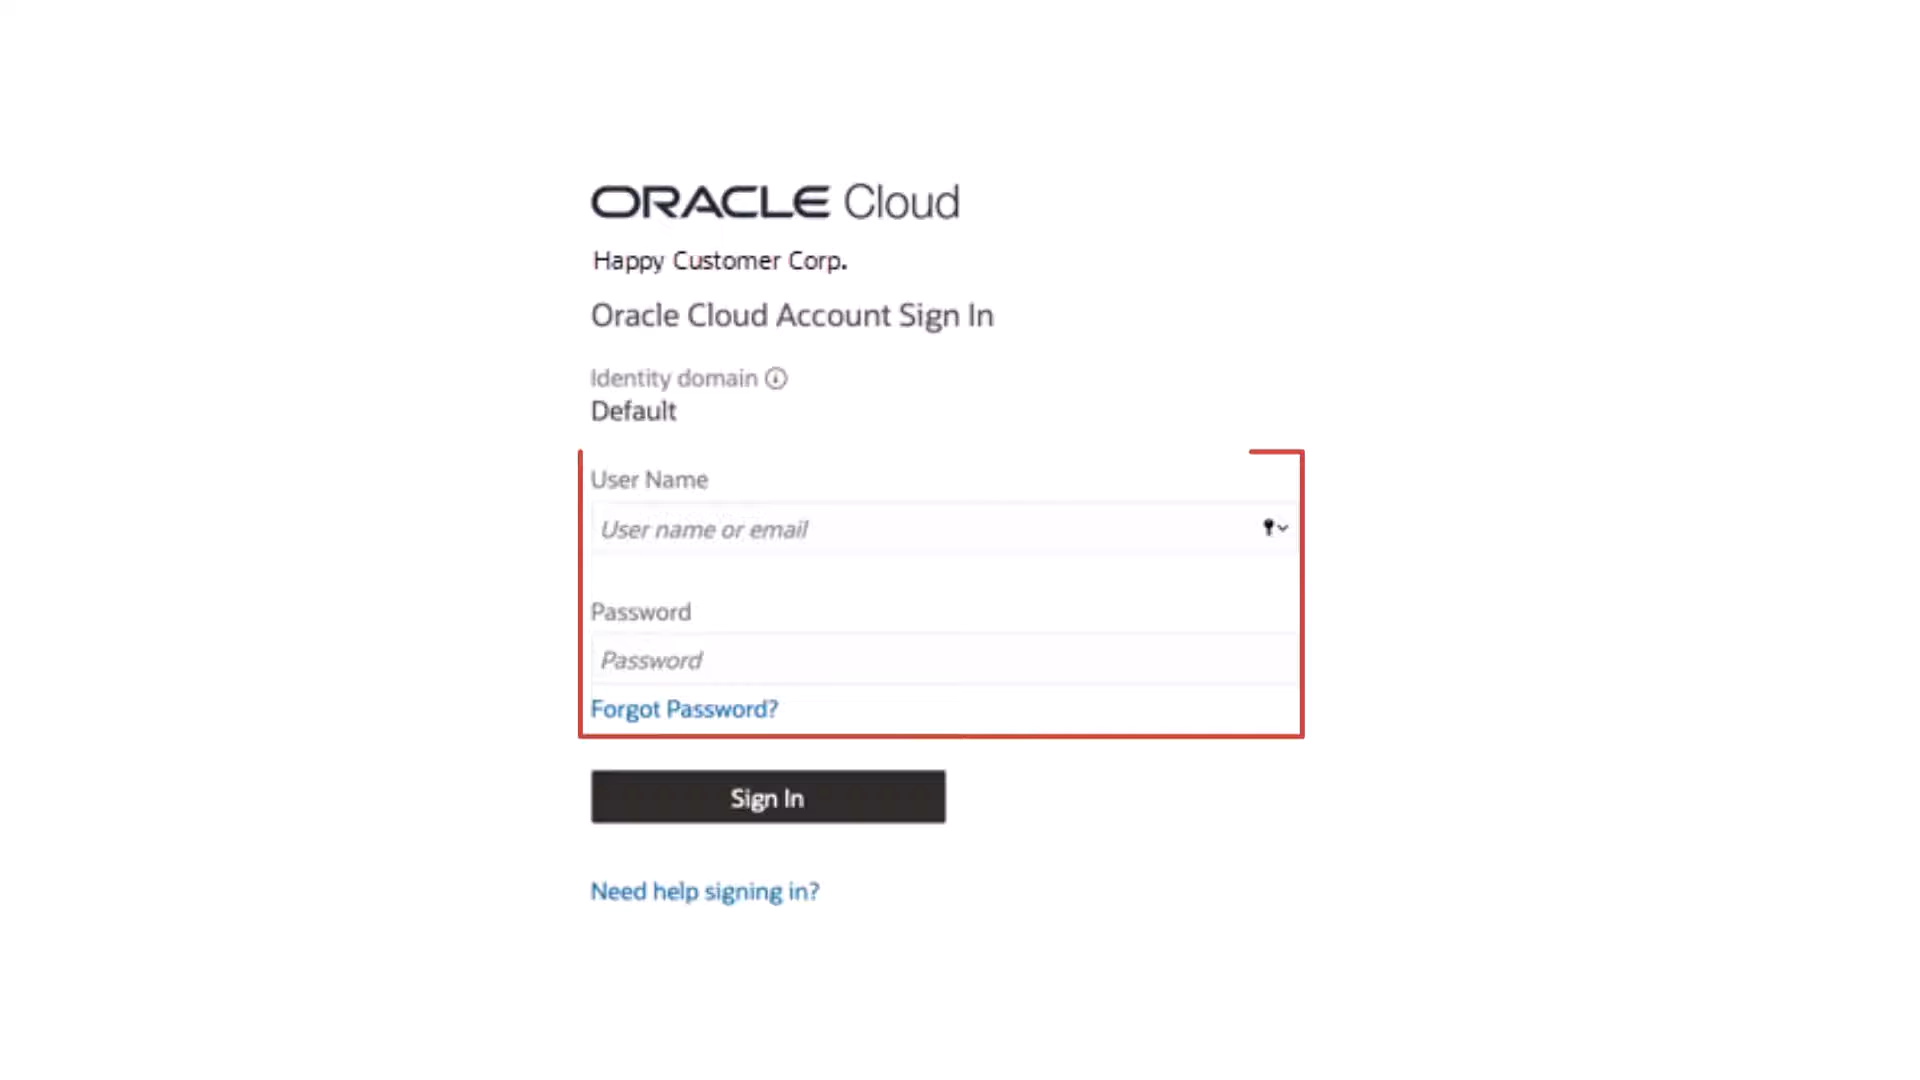 ORACLE Cloud
Happy Customer Corp.
Oracle Cloud Account Sign In
Identity domain
Default
User Name
User name or email
Password
Password
Forgot Password?
Sign In
Need help signing in?